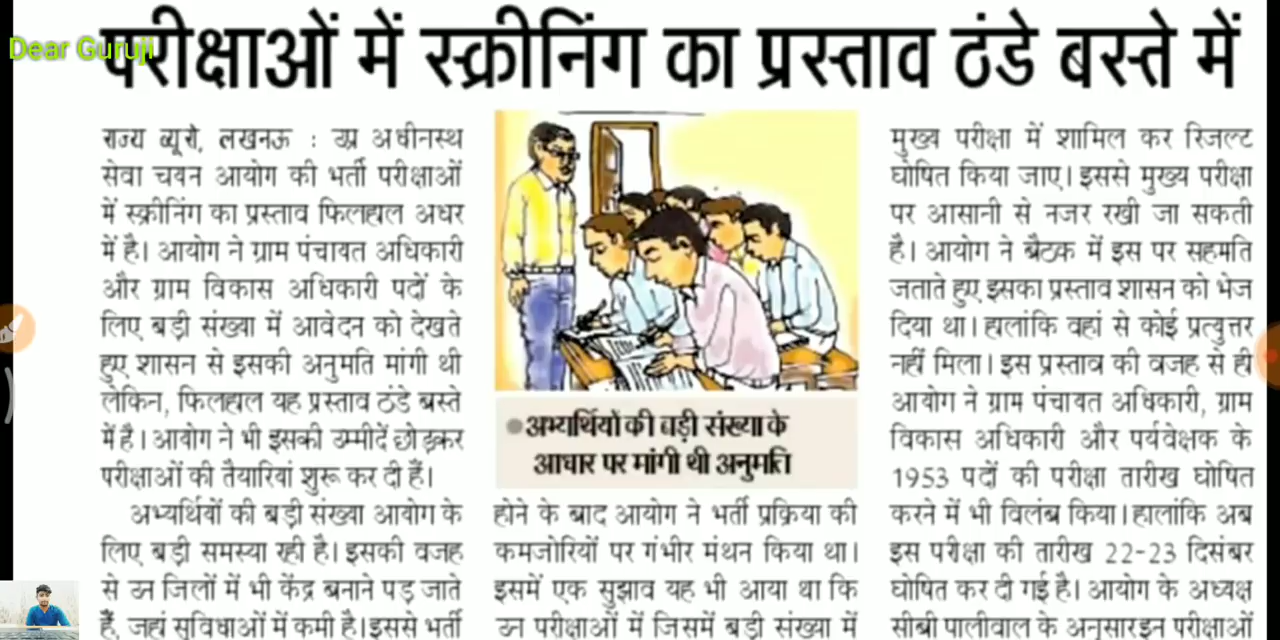 Dear Guruji
परीक्षाओं में स्क्रीनिंग का प्रस्ताव ठंडे बस्ते में
राज्य ब्यूरो, लखनऊ : उप्र अधीनस्थ
सेवा चयन आयोग की भर्ती परीक्षाओं
में स्क्रीनिंग का प्रस्ताव फिलहाल अधर
में है। आयोग ने ग्राम पंचायत अधिकारी
और ग्राम विकास अधिकारी पदों के
लिए बड़ी संख्या में आवेदन को देखते
हुए शासन से इसकी अनुमति मांगी थी
लेकिन, फिलहाल यह प्रस्ताव ठंडे बस्ते
में है। आयोग ने भी इसकी उम्मीदें छोड़कर
परीक्षाओं की तैयारियां शुरू कर दी हैं।
अभ्यर्थियों की बड़ी संख्या आयोग के
लिए बड़ी समस्या रही है। इसकी वजह
से उन जिलों में भी केंद्र बनाने पड़ जाते
हैं, जहां सुविधाओं में कमी है। इससे भर्ती
अभ्यर्थियों की बड़ी संख्या के
आधार पर मांगी थी अनुमति
होने के बाद आयोग ने भर्ती प्रक्रिया की
कमजोरियों पर गंभीर मंथन किया था।
इसमें एक सुझाव यह भी आया था कि
उन परीक्षाओं में जिसमें बड़ी संख्या में
मुख्य परीक्षा में शामिल कर रिजल्ट
घोषित किया जाए। इससे मुख्य परीक्षा
पर आसानी से नजर रखी जा सकती
है। आयोग ने बैठक में इस पर सहमति
जताते हुए इसका प्रस्ताव शासन को भेज
दिया था। हालांकि वहां से कोई प्रत्युत्तर
नहीं मिला। इस प्रस्ताव की वजह से ही
आयोग ने ग्राम पंचायत अधिकारी, ग्राम
विकास अधिकारी और पर्यवेक्षक के
1953 पदों की परीक्षा तारीख घोषित
करने में भी विलंब किया। हालांकि अब
इस परीक्षा की तारीख 22-23 दिसंबर
घोषित कर दी गई है। आयोग के अध्यक्ष
सीबी पालीवाल के अनुसार इन परीक्षाओं